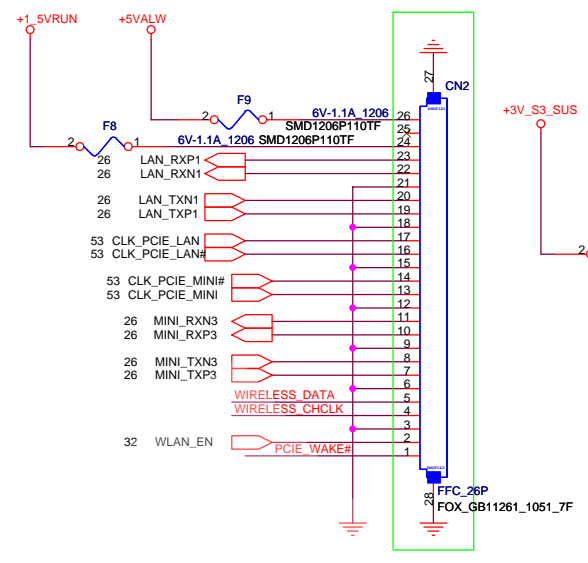 +1_5VRUN
+5VALW
27
CN2
+3V_S3_SUS
F9
2 1
6V-1.1A_1206
26
SMD1206P110TF
25
F8
2 1
6V-1.1A_1206 SMD1206P110TF
24
26 LAN_RXP1 23
26 LAN_RXN1 22
21
26 LAN_TXN1 20
26 LAN_TXP1 19
18
53 CLK_PCIE_LAN 17
53 CLK_PCIE_LAN# 16
15
2
53 CLK_PCIE_MINI# 14
53 CLK_PCIE_MINI 13
12
26 MINI_RXN3 11
26 MINI_RXP3 10
9
26 MINI_TXN3 8
26 MINI_TXP3 7
6
WIRELESS_DATA 5
WIRELESS_CHCLK 4
3
32 WLAN_EN 2
PCIE_WAKE# 1
28
FFC_26P
FOX_GB11261_1051_7F